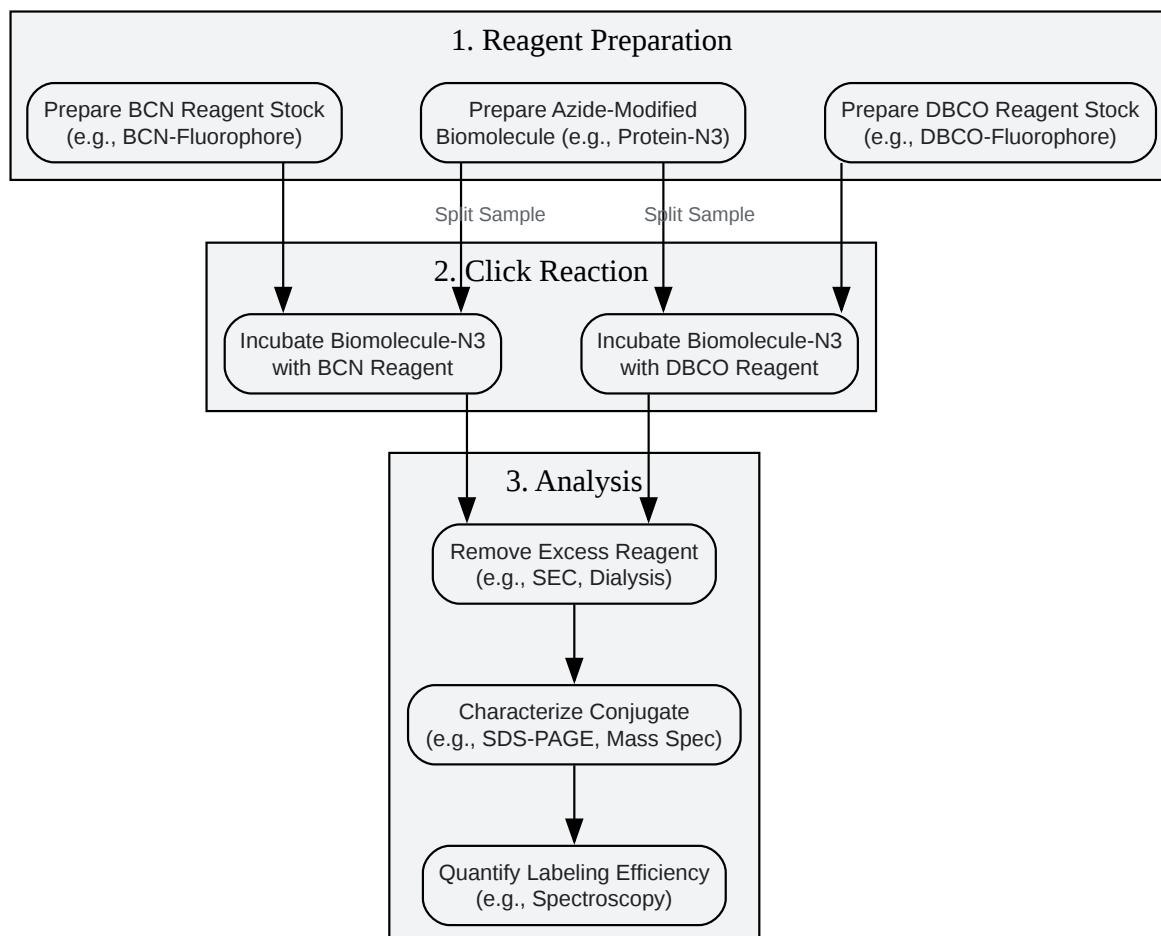 1. Reagent Preparation
Prepare BCN Reagent Stock
(e.g., BCN-Fluorophore)
Prepare Azide-Modified
Biomolecule (e.g., Protein-N3)
Prepare DBCO Reagent Stock
(e.g., DBCO-Fluorophore)
Split Sample
Split Sample
2. Click Reaction
Incubate Biomolecule-N3
with BCN Reagent
Incubate Biomolecule-N3
with DBCO Reagent
3. Analysis
Remove Excess Reagent
(e.g., SEC, Dialysis)
Characterize Conjugate
(e.g., SDS-PAGE, Mass Spec)
Quantify Labeling Efficiency
(e.g., Spectroscopy)